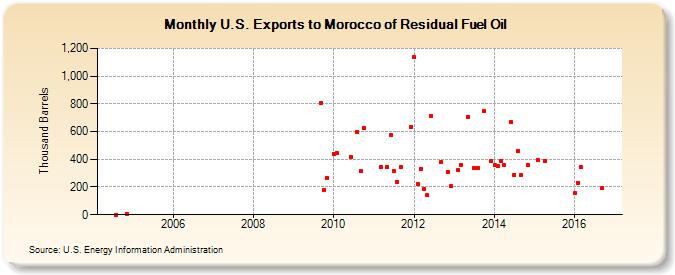 Monthly U.S. Exports to Morocco of Residual Fuel Oil
Thousand Barrels
1,200
1,000
800
600
400
200
0
2006 2008 2010 2012 2014 2016
Source: U.S. Energy Information Administration